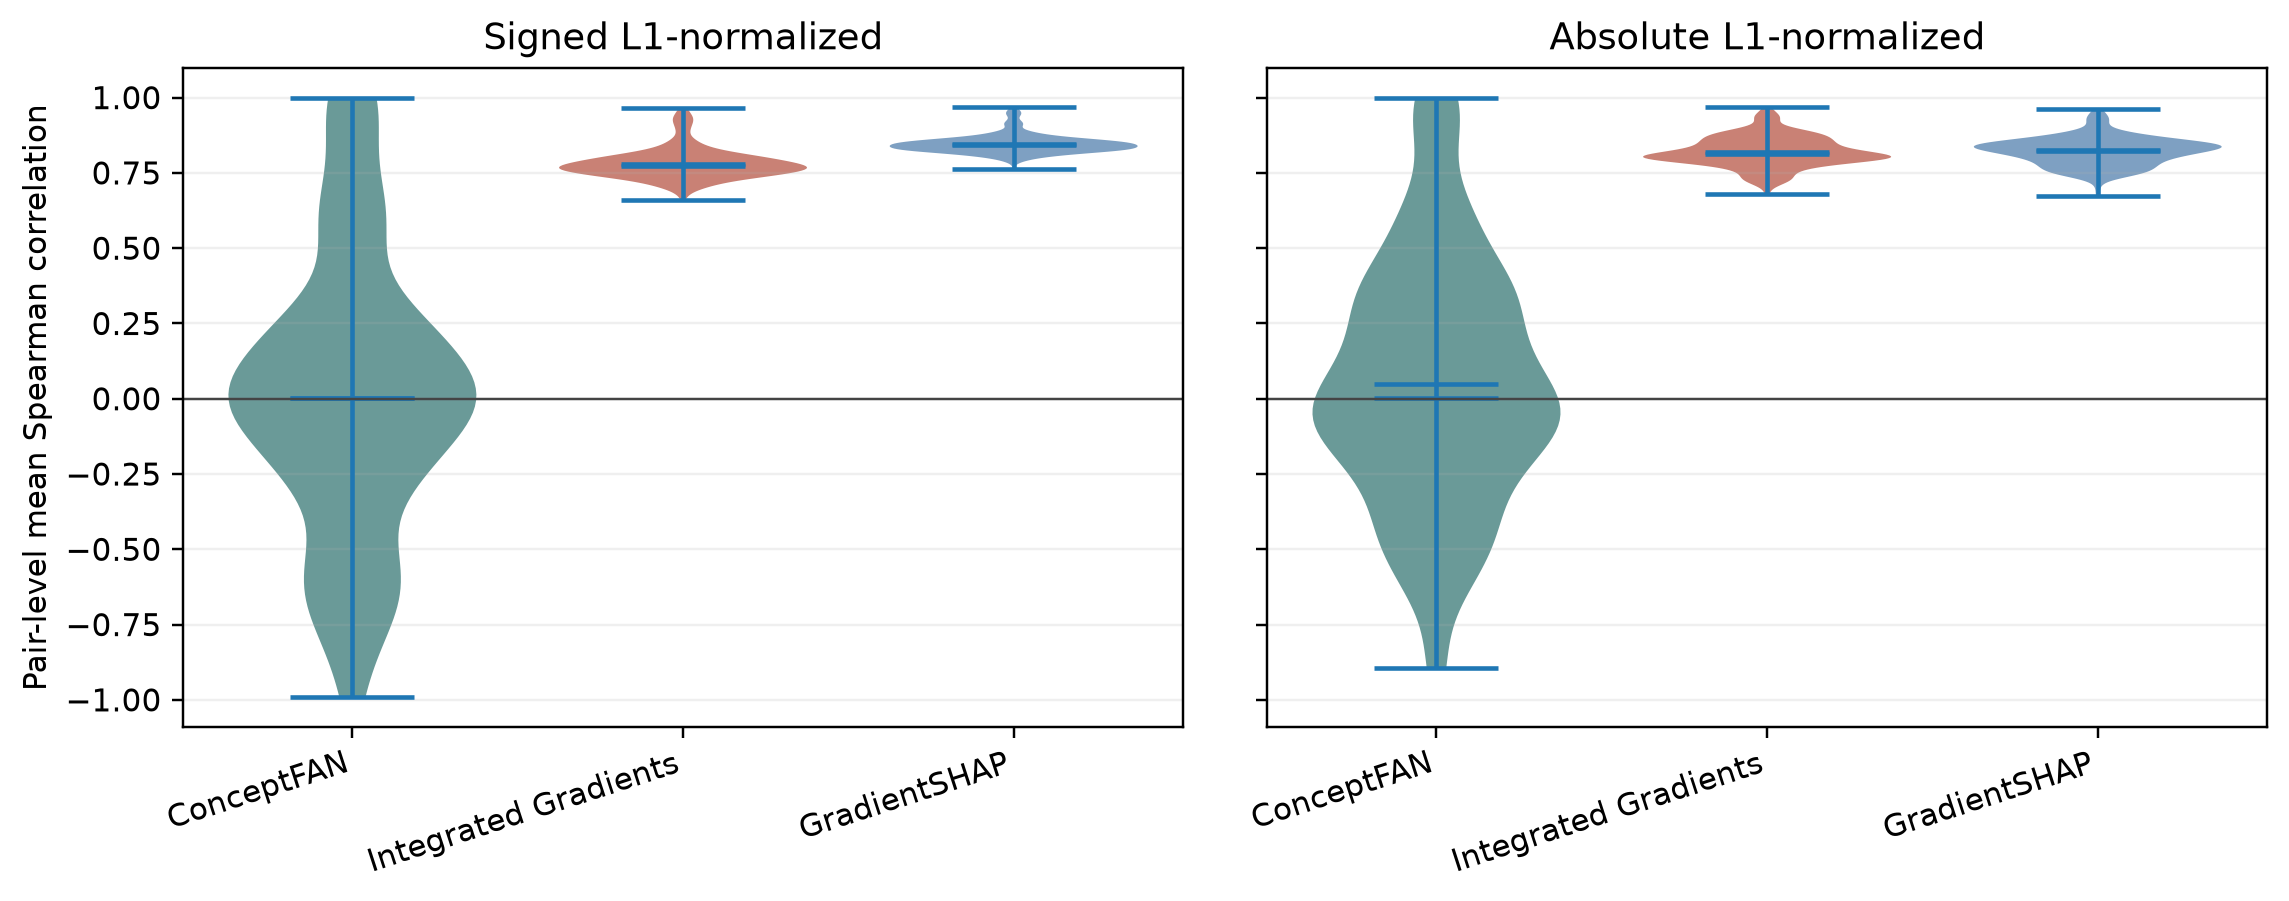 Signed L1-normalized
Absolute L1-normalized
Pair-level mean Spearman correlation
1.00
0.75
0.50
0.25
0.00
−0.25
−0.50
−0.75
−1.00
ConceptFAN
Integrated Gradients
GradientSHAP
ConceptFAN
Integrated Gradients
GradientSHAP